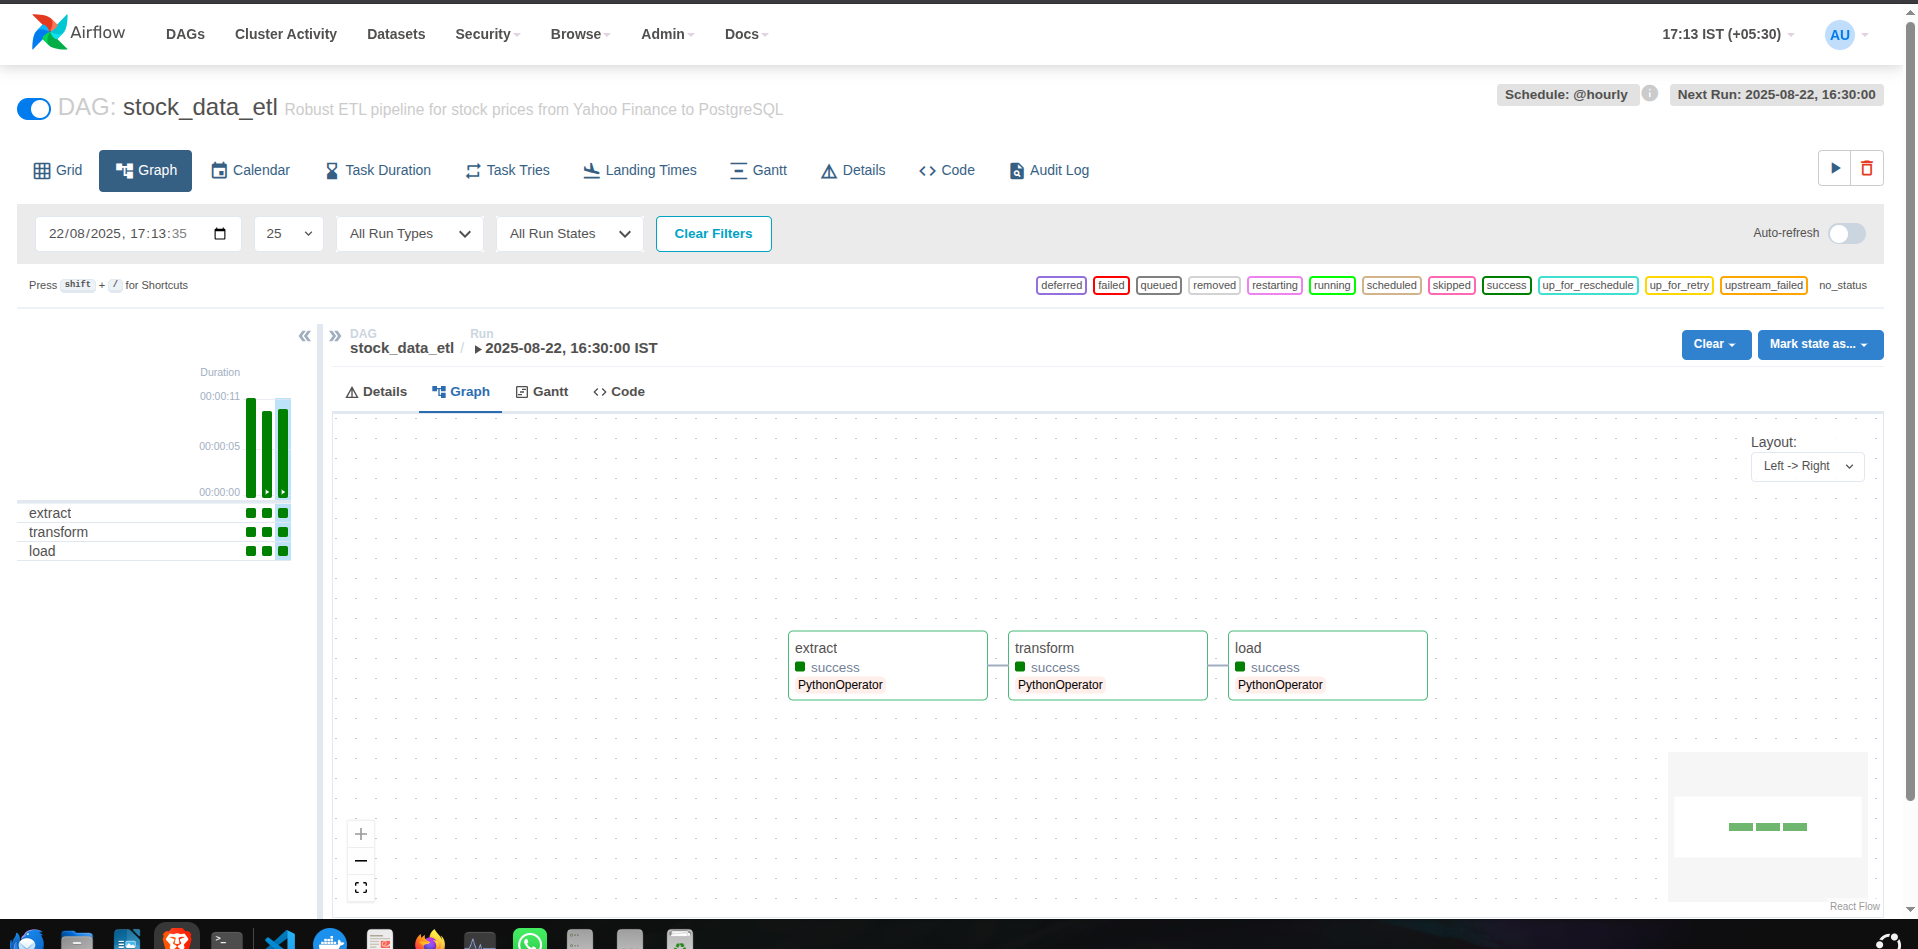 Airflow
DAGs
Cluster Activity
Datasets
Security
Browse
Admin
Docs
17:13 IST (+05:30)
AU
DAG: stock_data_etl Robust ETL pipeline for stock prices from Yahoo Finance to PostgreSQL
Schedule: @hourly
i
Next Run: 2025-08-22, 16:30:00
Grid
Graph
Calendar
Task Duration
Task Tries
Landing Times
Gantt
Details
Code
Audit Log
22/08/2025, 17:13:35
25
All Run Types
All Run States
Clear Filters
Auto-refresh
Press shift + / for Shortcuts
deferred
failed
queued
removed
restarting
running
scheduled
skipped
success
up_for_reschedule
up_for_retry
upstream_failed
no_status
DAG
stock_data_etl /
Run
2025-08-22, 16:30:00 IST
Clear
Mark state as...
Duration
00:00:11
00:00:05
00:00:00
extract
transform
load
Details
Graph
Gantt
Code
Layout:
Left -> Right
extract
success
PythonOperator
transform
success
PythonOperator
load
success
PythonOperator
React Flow